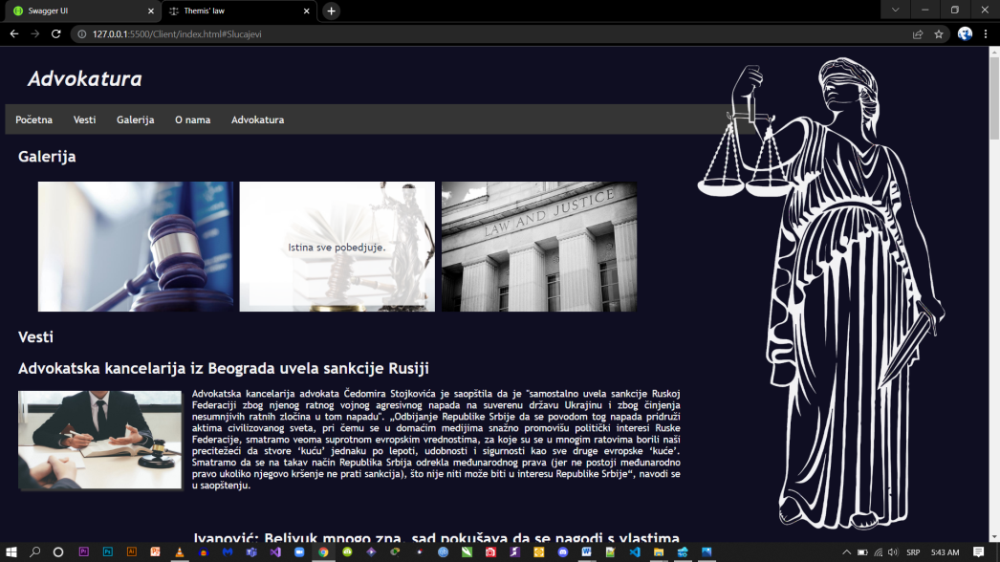 Swagger UI
Themis' law
127.0.0.1:5500/Client/index.html#Slucajevi
Advokatura
Početna Vesti Galerija O nama Advokatura
Galerija
Istina sve pobedjuje.
LAW AND JUSTICE
Vesti
Advokatska kancelarija iz Beograda uvela sankcije Rusiji
Advokatska kancelarija advokata Čedomira Stojkovića je saopštila da je "samostalno uvela sankcije Ruskoj
Federaciji zbog njenog ratnog vojnog agresivnog napada na suverenu državu Ukrajinu i zbog činjenja
nesumnjivih ratnih zločina u tom napadu". „Odbijanje Republike Srbije da se povodom tog napada pridruži
aktima civilizovanog sveta, pri čemu se u domaćim medijima snažno promovišu politički interesi Ruske
Federacije, smatramo veoma suprotnom evropskim vrednostima, za koje su se u mnogim ratovima borili naši
precitežeći da stvore ‘kuću’ jednaku po lepoti, udobnosti i sigurnosti kao sve druge evropske ‘kuće’.
Smatramo da se na takav način Republika Srbija odrekla međunarodnog prava (jer ne postoji međunarodno
pravo ukoliko njegovo kršenje ne prati sankcija), što nije niti može biti u interesu Republike Srbije“, navodi se
u saopštenju.
Ivanović: Belivuk mnogo zna, sad pokušava da se nagodi s vlastima
SRP 5:43 AM